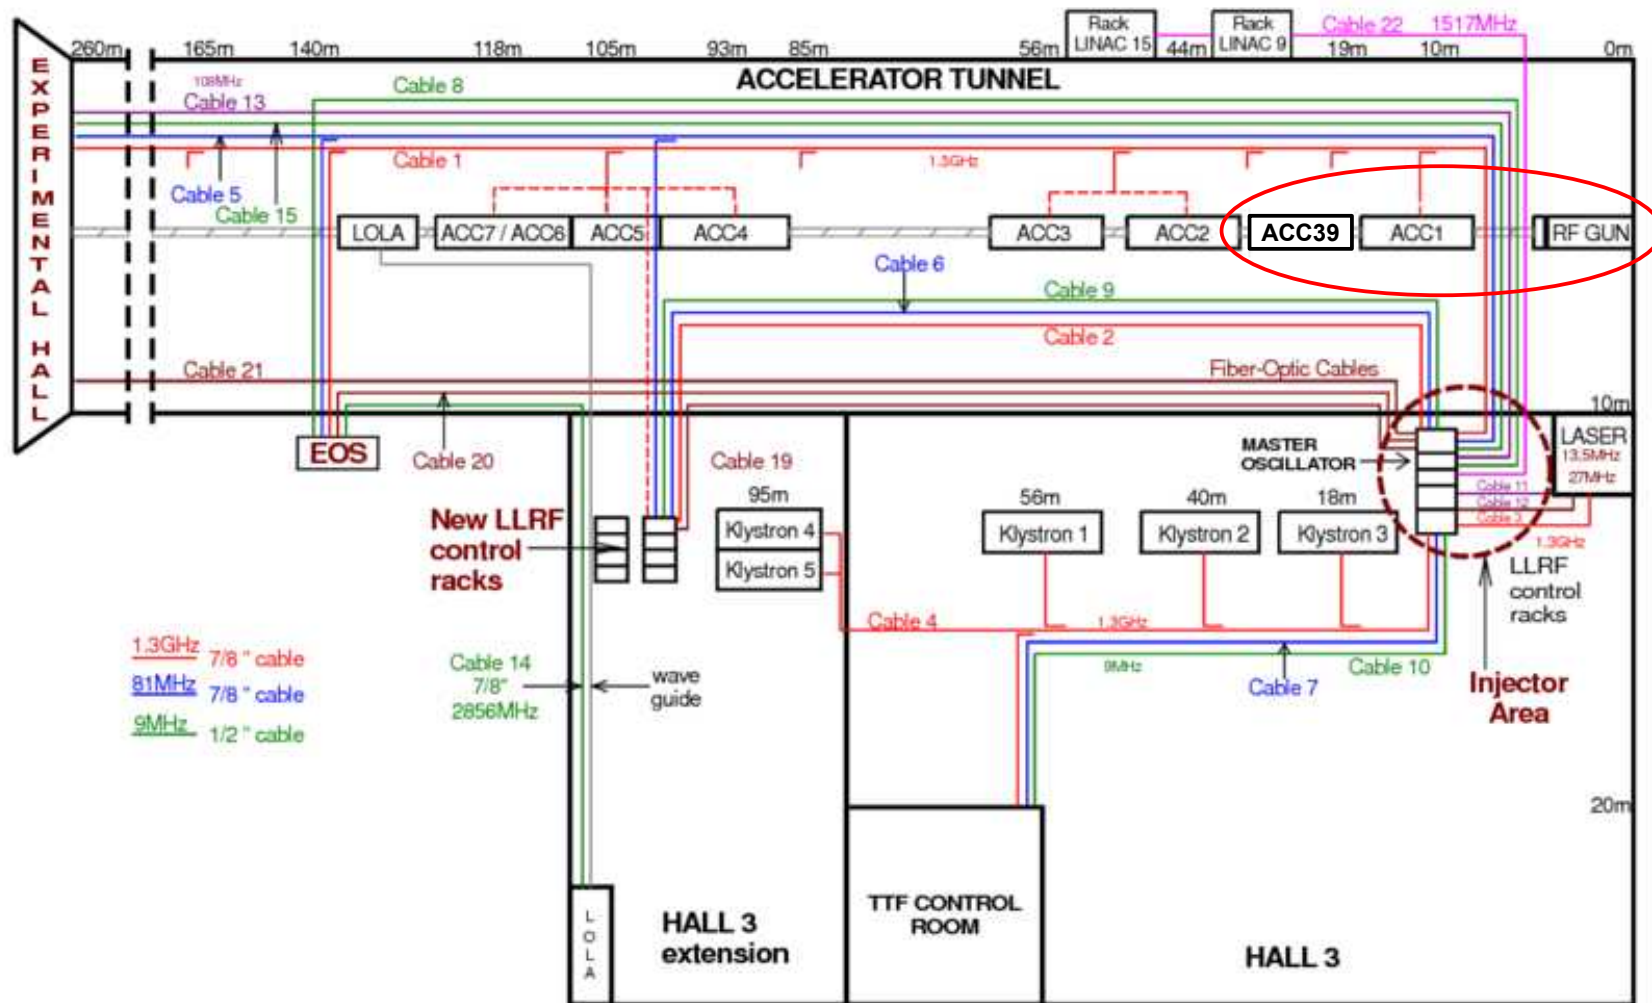 Rack
LINAC 15
Rack
LINAC 9
Cable 22
1517MHz
260m
165m
140m
118m
105m
93m
85m
56m
44m
19m
10m
0m
EXPERIMENTAL HALL
ACCELERATOR TUNNEL
108MHz
Cable 13
Cable 8
Cable 1
1.3GHz
Cable 5
Cable 15
LOLA
ACC7 / ACC6
ACC5
ACC4
ACC3
ACC2
ACC39
ACC1
RF GUN
Cable 6
Cable 9
Cable 2
Cable 21
Fiber-Optic Cables
10m
EOS
Cable 20
Cable 19
MASTER
OSCILLATOR
LASER
13.5MHz
27MHz
Cable 11
Cable 12
Cable 3
1.3GHz
New LLRF
control
racks
95m
Klystron 4
Klystron 5
56m
Klystron 1
40m
Klystron 2
18m
Klystron 3
LLRF
control
racks
Cable 4
1.3GHz
9MHz
Cable 10
Cable 7
Injector
Area
1.3GHz 7/8 " cable
81MHz 7/8 " cable
9MHz 1/2 " cable
Cable 14
7/8"
2856MHz
wave
guide
20m
LOLA
HALL 3
extension
TTF CONTROL
ROOM
HALL 3